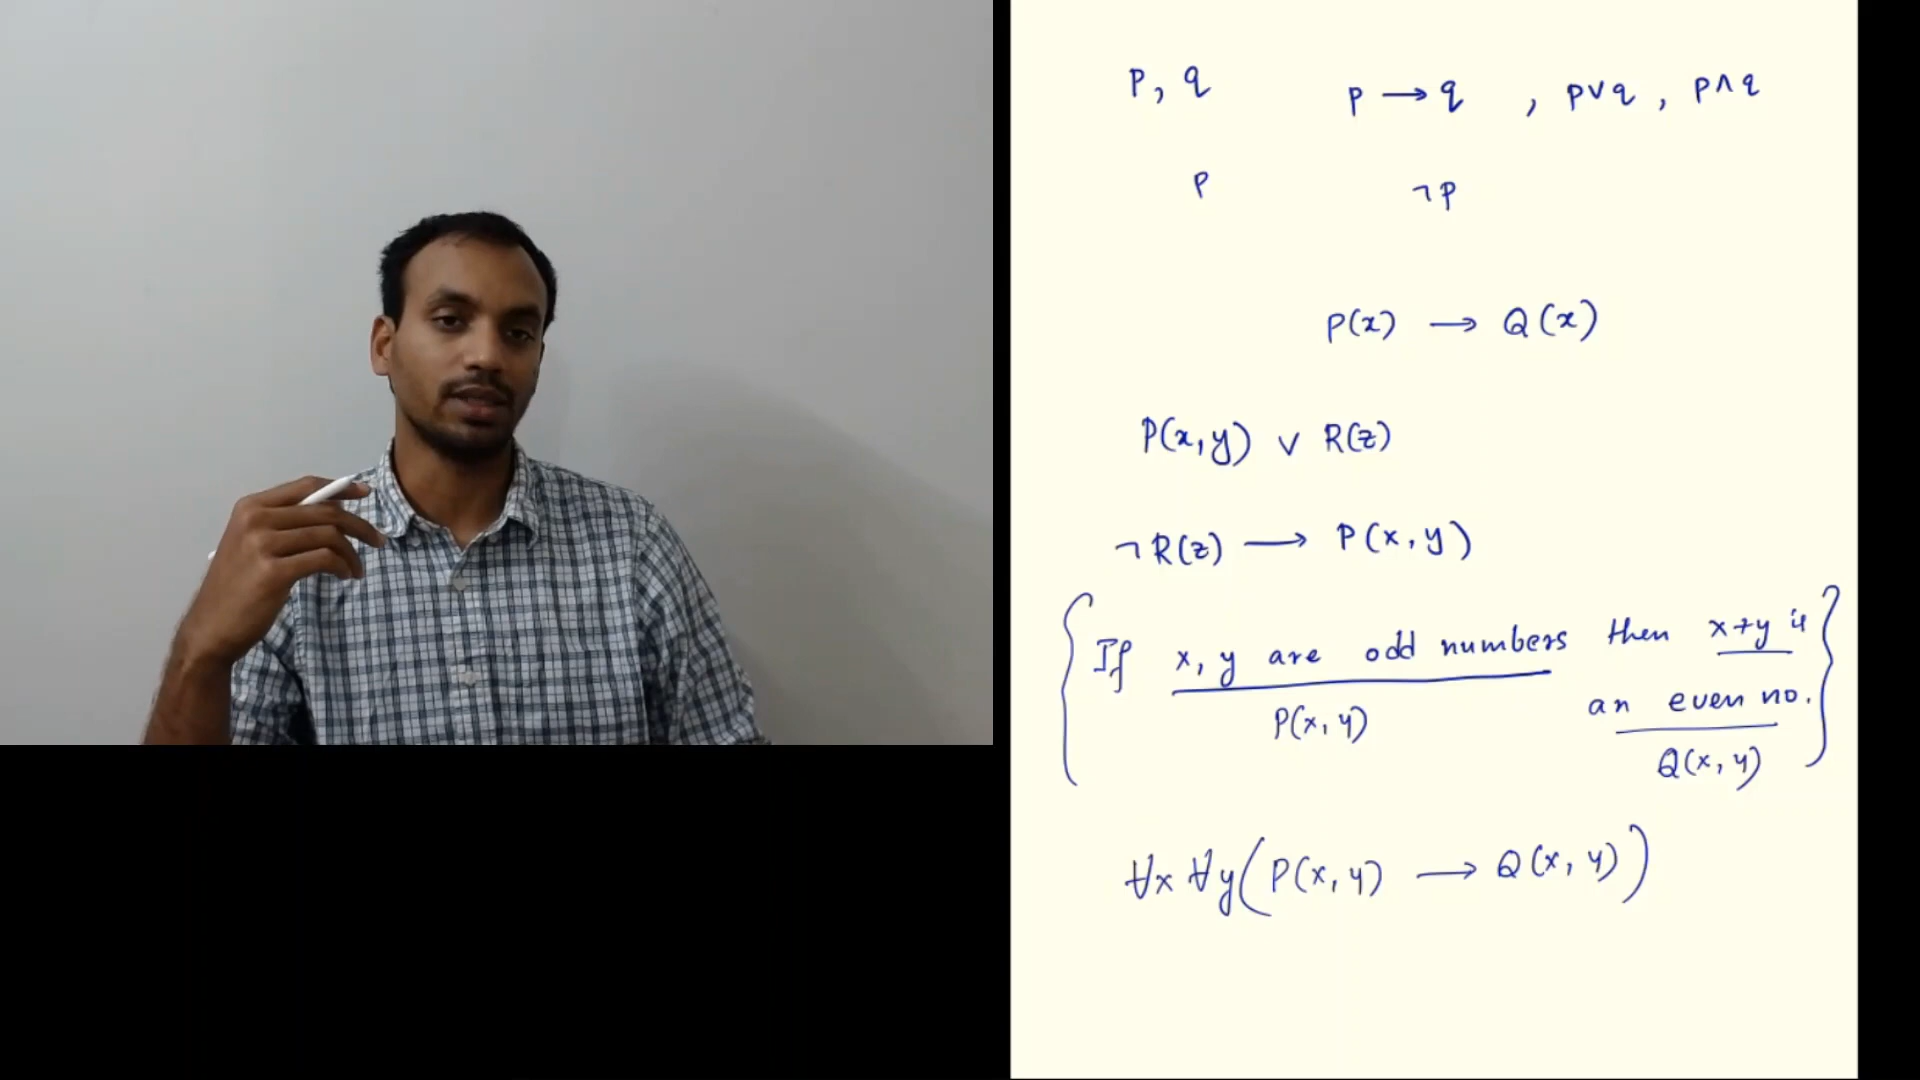 p, q p → q , p∨q , p∧q
p ¬p
P(x) → Q(x)
P(x,y) ∨ R(z)
¬R(z) → P(x,y)
{ If x, y are odd numbers then x+y is
an even no. }
P(x, y)
Q(x, y)
∀x ∀y ( P(x, y) → Q(x, y) )